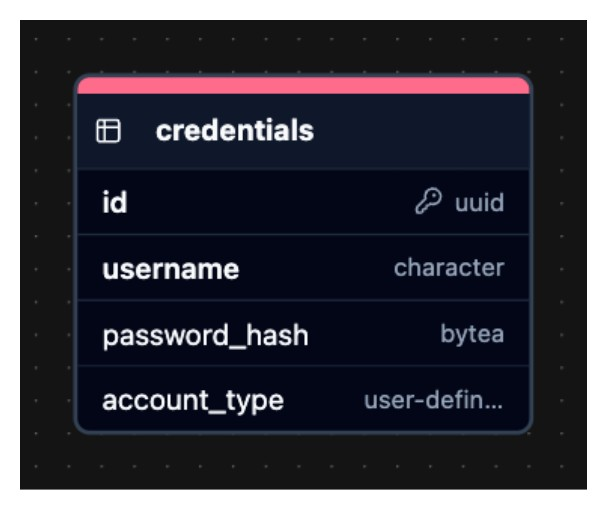 credentials
id uuid
username character
password_hash bytea
account_type user-defin...